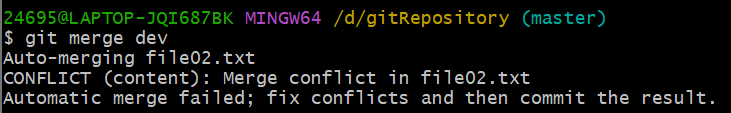 24695@LAPTOP-JQI687BK MINGW64 /d/gitRepository (master)
$ git merge dev
Auto-merging file02.txt
CONFLICT (content): Merge conflict in file02.txt
Automatic merge failed; fix conflicts and then commit the result.